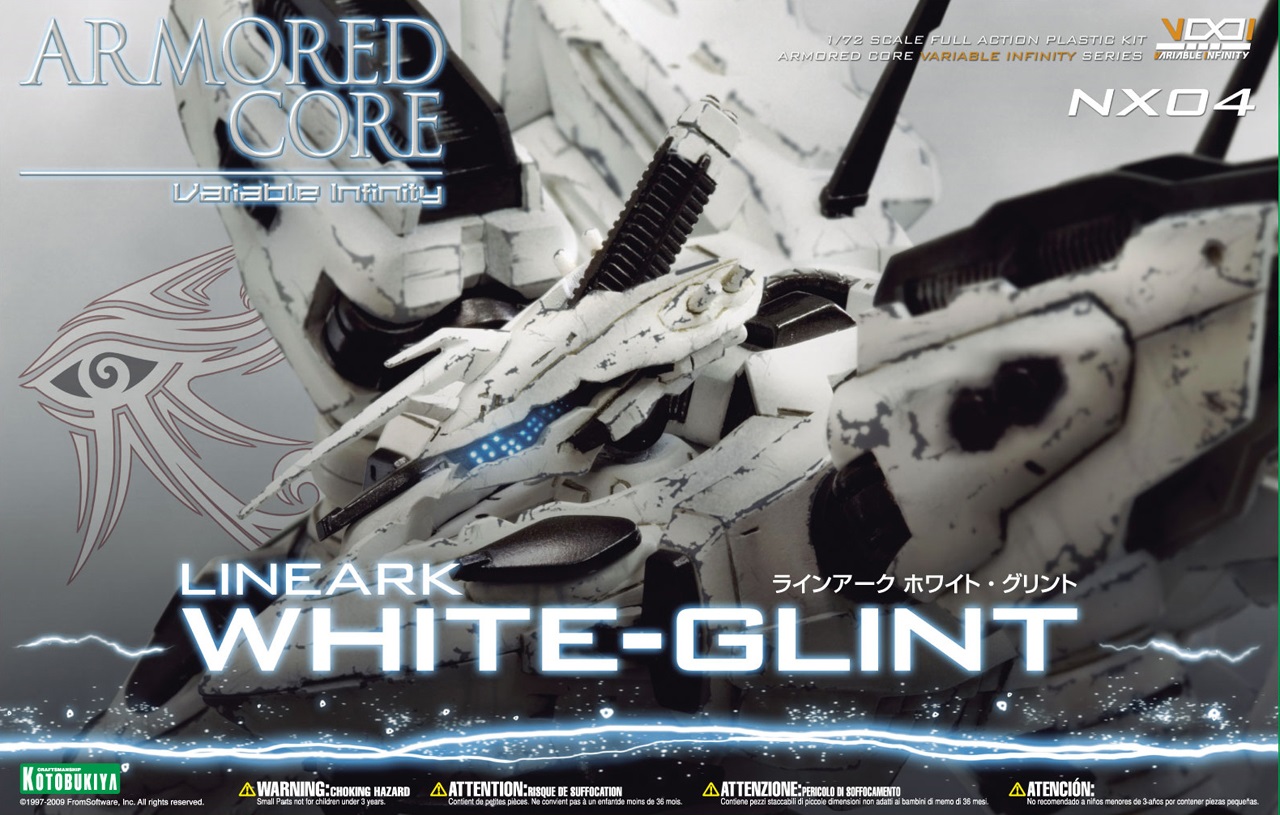 ARMORED
CORE
Variable Infinity
1/72 SCALE FULL ACTION PLASTIC KIT
ARMORED CORE VARIABLE INFINITY SERIES
VARIABLE INFINITY
NX04
LINEARK
ラインアーク ホワイト・グリント
WHITE-GLINT
CRAFTSMANSHIP
KOTOBUKIYA
©1997-2009 FromSoftware, Inc. All rights reserved.
WARNING:CHOKING HAZARD
Small Parts not for children under 3 years.
ATTENTION:RISQUE DE SUFFOCATION
Contient de petites pièces. Ne convient pas à un enfantde moins de 36 mois.
ATTENZIONE:PERICOLO DI SOFFOCAMENTO
Contiene pezzi staccabili di piccole dimensioni non adatti ai bambini di memo di 36 mesi.
ATENCIÓN:
No recomendado a niños menores de 3-años por contener piezas pequeñas.